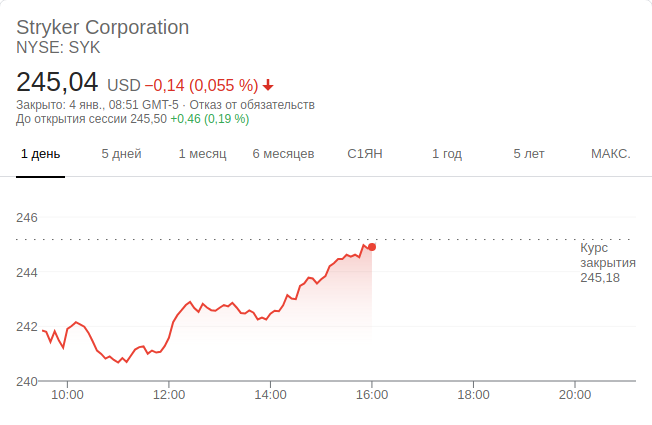 Stryker Corporation
NYSE: SYK
245,04 USD −0,14 (0,055 %)
Закрыто: 4 янв., 08:51 GMT-5 · Отказ от обязательств
До открытия сессии 245,50 +0,46 (0,19 %)
1 день 5 дней 1 месяц 6 месяцев С1ЯН 1 год 5 лет МАКС.
246
Курс
закрытия
245,18
244
242
240
10:00 12:00 14:00 16:00 18:00 20:00